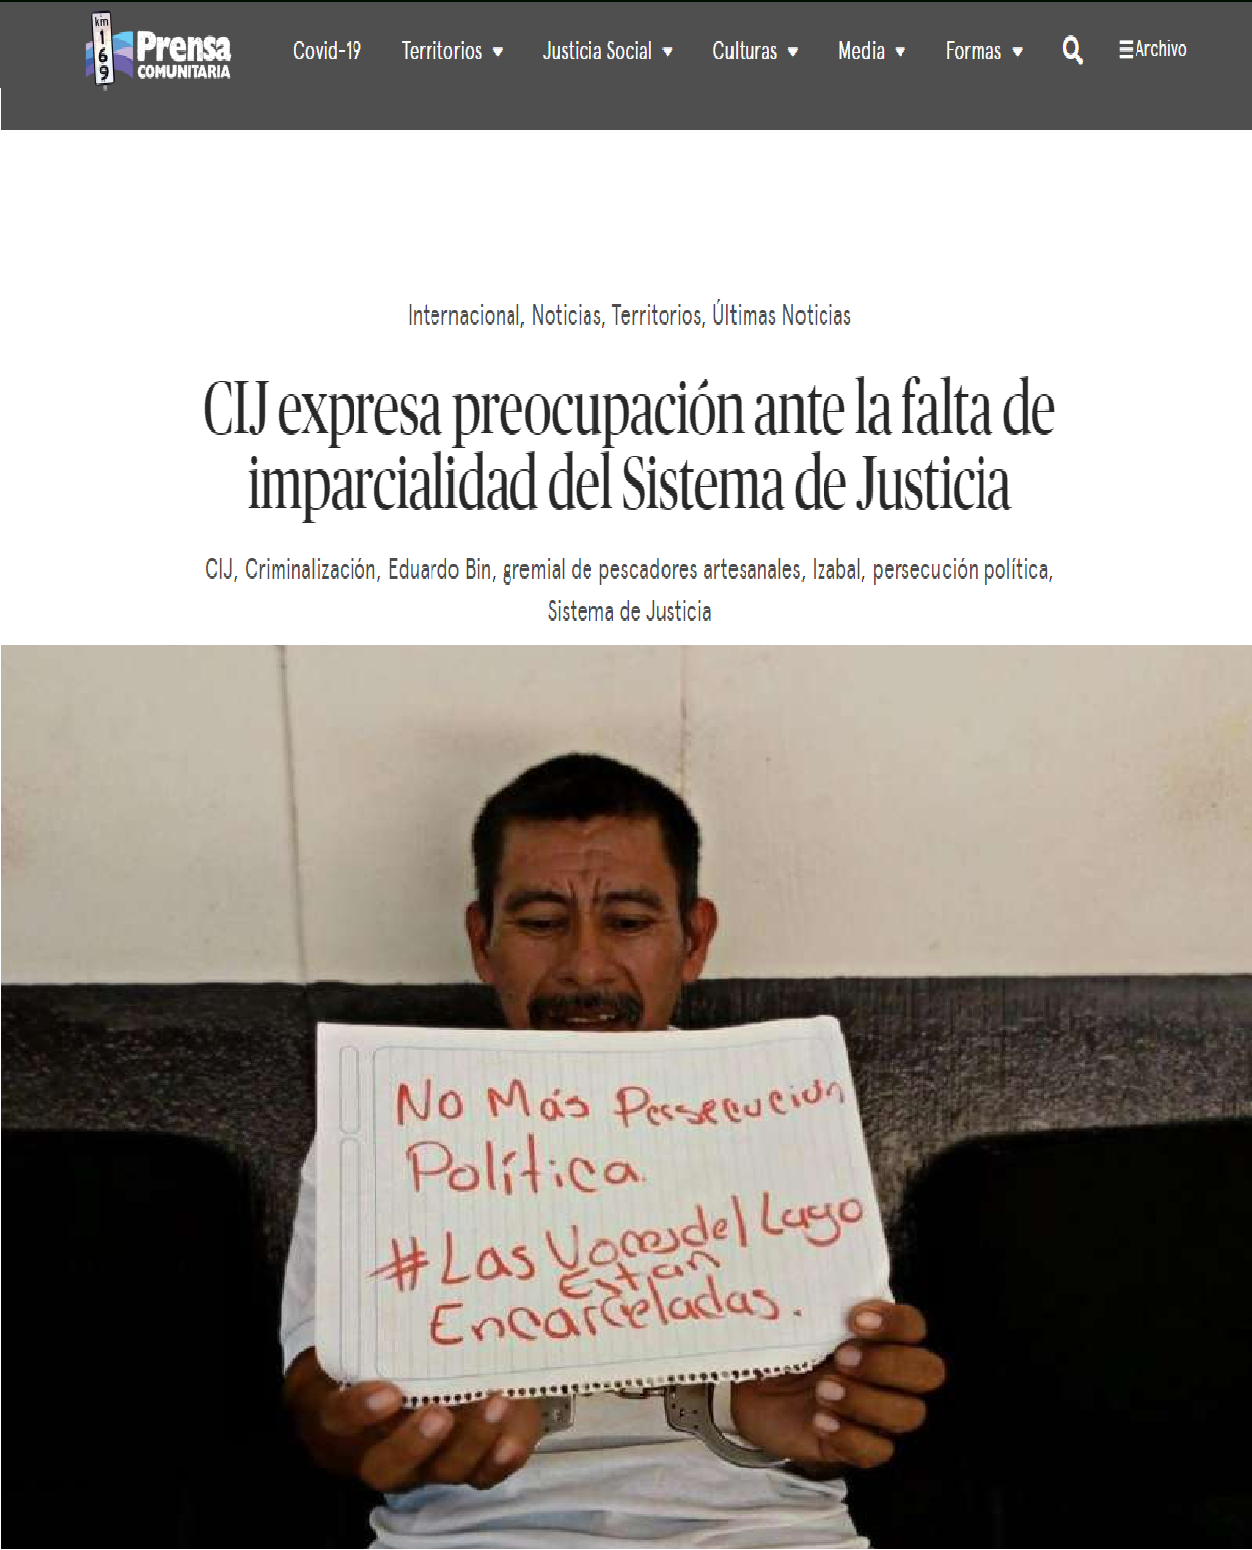 km
169
Prensa
COMUNITARIA
Covid-19 Territorios Justicia Social Culturas Media Formas Archivo
Internacional, Noticias, Territorios, Últimas Noticias
CIJ expresa preocupación ante la falta de
imparcialidad del Sistema de Justicia
CIJ, Criminalización, Eduardo Bin, gremial de pescadores artesanales, Izabal, persecución política,
Sistema de Justicia
No Más Persecución
Política.
#Las Voces del Lago
Están
Encarceladas.